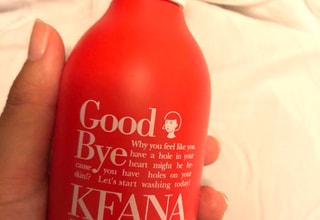 Good
Bye Why you feel like you
have a hole in your
heart might be be-
cause you have holes on your
skin!? Let's start washing today!
KEANA